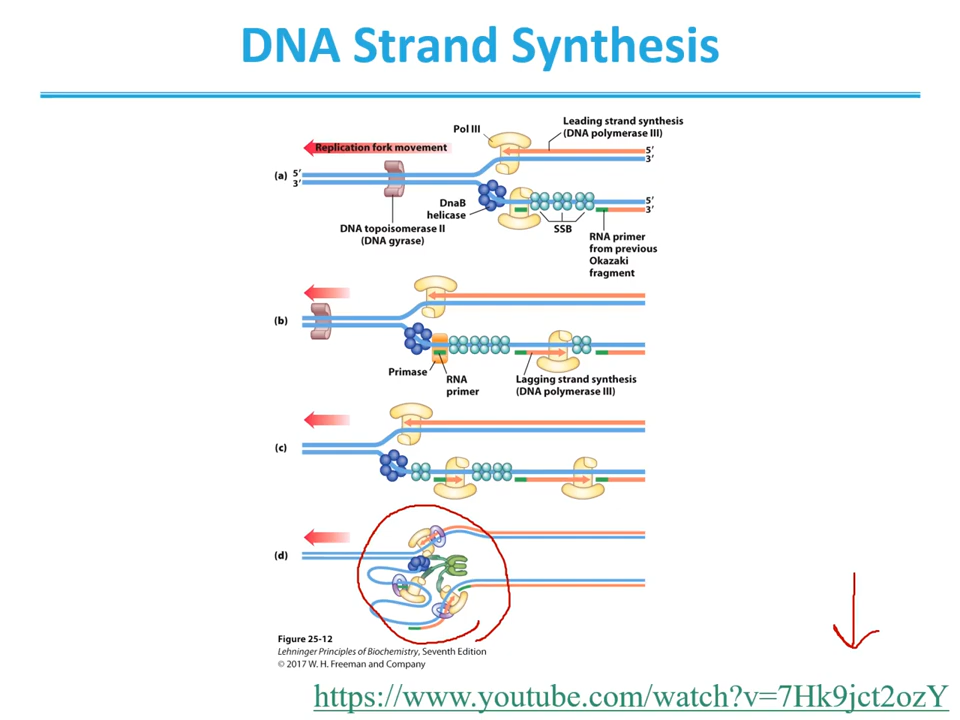 DNA Strand Synthesis
Pol III
Leading strand synthesis
(DNA polymerase III)
Replication fork movement
(a)
5′
3′
5′
3′
DnaB
helicase
5′
3′
DNA topoisomerase II
(DNA gyrase)
SSB
RNA primer
from previous
Okazaki
fragment
(b)
Primase
RNA
primer
Lagging strand synthesis
(DNA polymerase III)
(c)
(d)
Figure 25-12
Lehninger Principles of Biochemistry, Seventh Edition
© 2017 W. H. Freeman and Company
https://www.youtube.com/watch?v=7Hk9jct2ozY